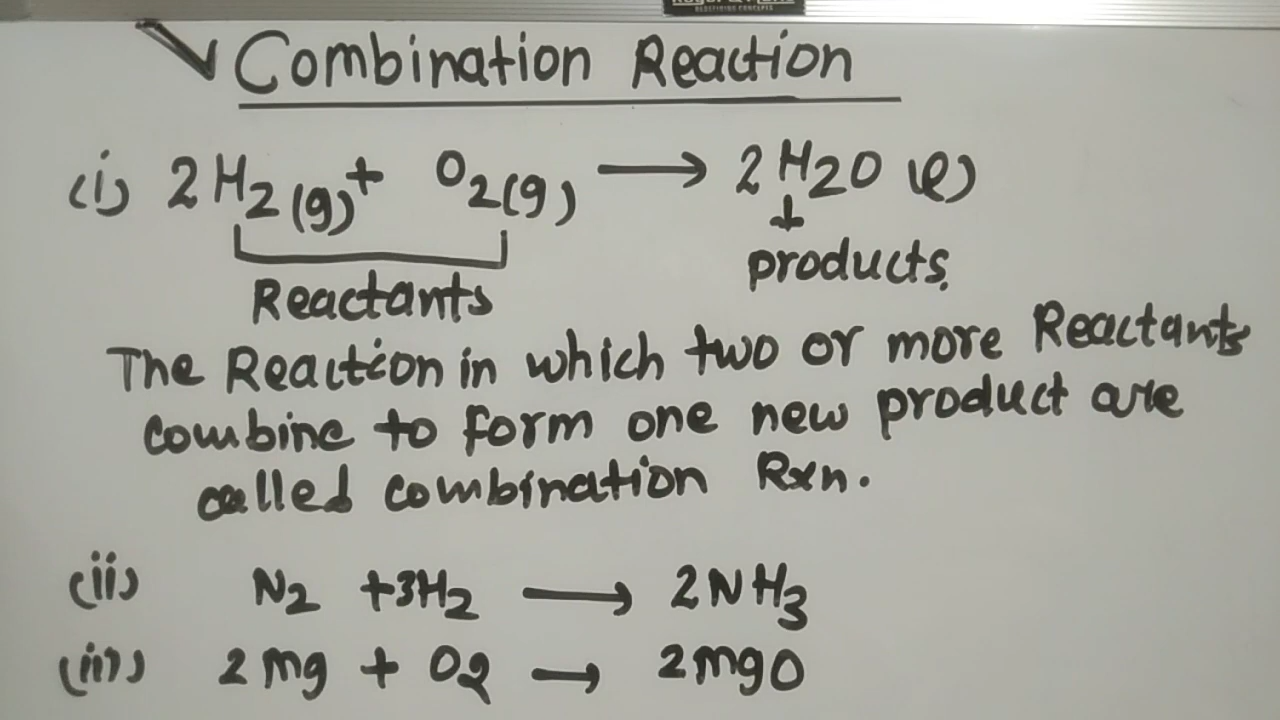 Combination Reaction
(i) 2H2(g) + O2(g) → 2H2O (l)
Reactants
products.
The Reaction in which two or more Reactants
combine to form one new product are
called combination Rxn.
(ii) N2 +3H2 → 2NH3
(iii) 2Mg + O2 → 2MgO